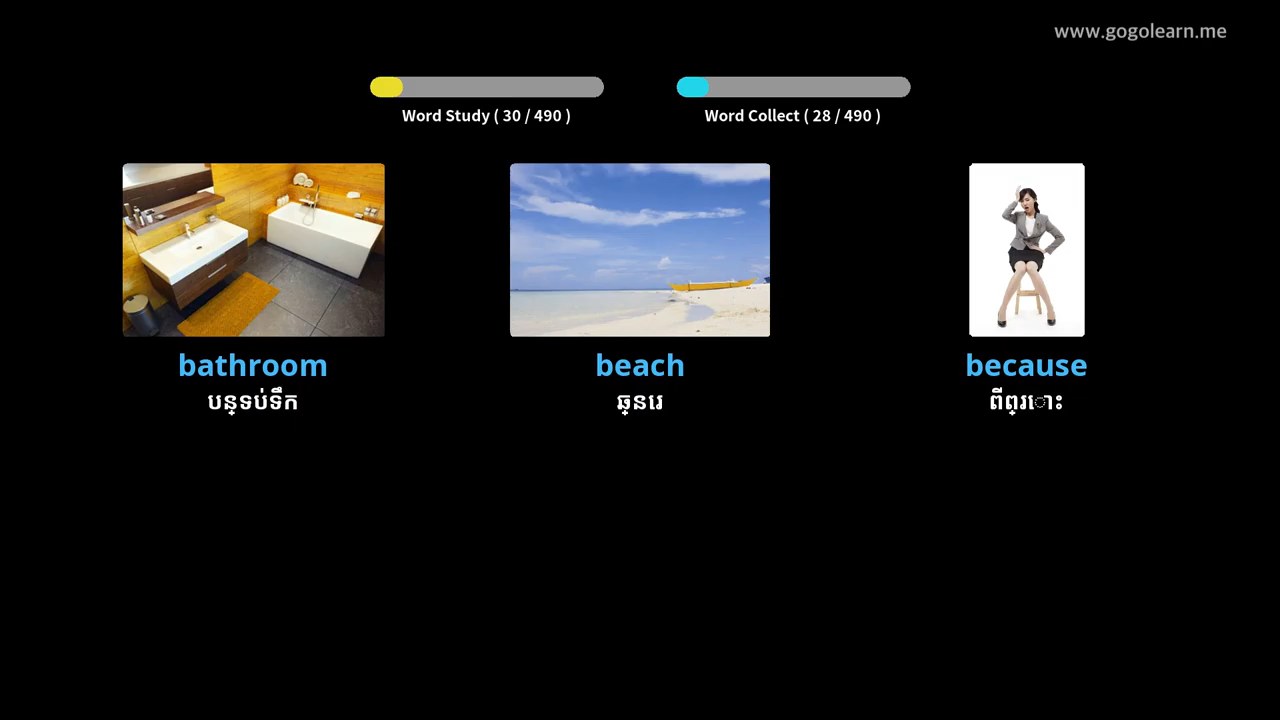 www.gogolearn.me
Word Study ( 30 / 490 )
Word Collect ( 28 / 490 )
bathroom
beach
because
បន្ទប់ទឹក
ឆ្នេរ
ពីព្រោះ